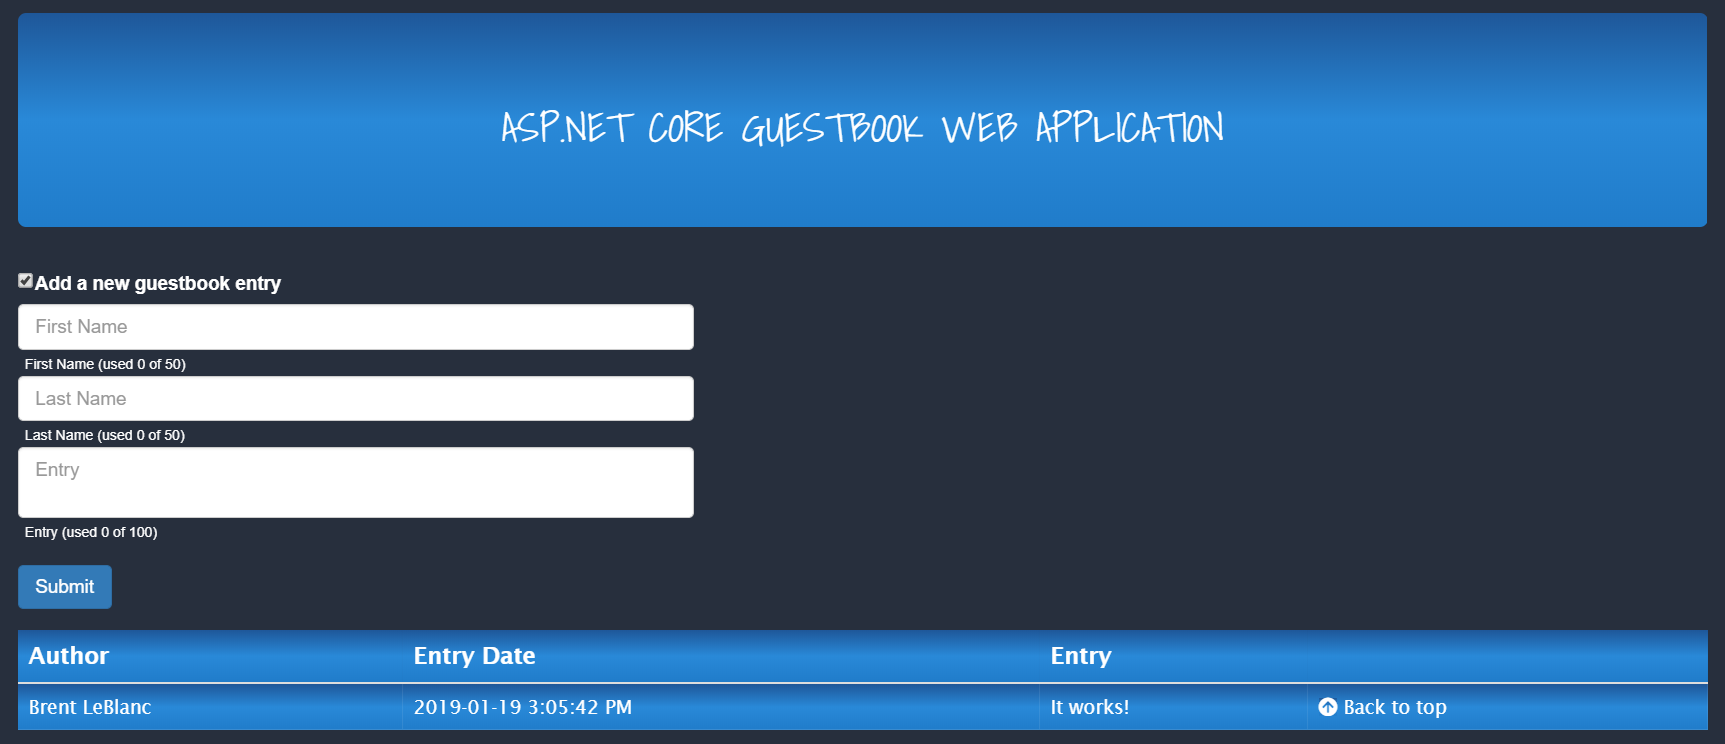 ASP.NET CORE GUESTBOOK WEB APPLICATION
Add a new guestbook entry
First Name
First Name (used 0 of 50)
Last Name
Last Name (used 0 of 50)
Entry
Entry (used 0 of 100)
Submit
Author Entry Date Entry
Brent LeBlanc 2019-01-19 3:05:42 PM It works! Back to top